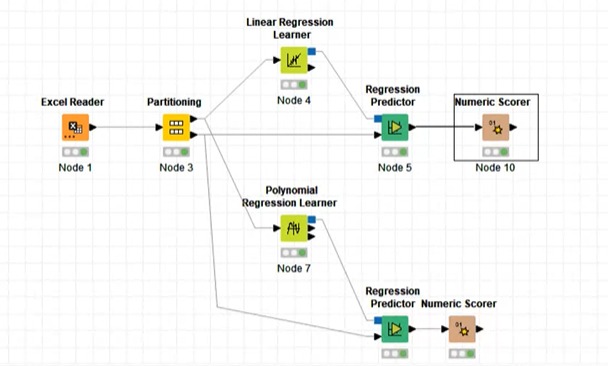 Linear Regression
Learner
Node 4
Excel Reader
Node 1
Partitioning
Node 3
Regression
Predictor
Node 5
Numeric Scorer
Node 10
Polynomial
Regression Learner
Node 7
Regression
Predictor
Numeric Scorer